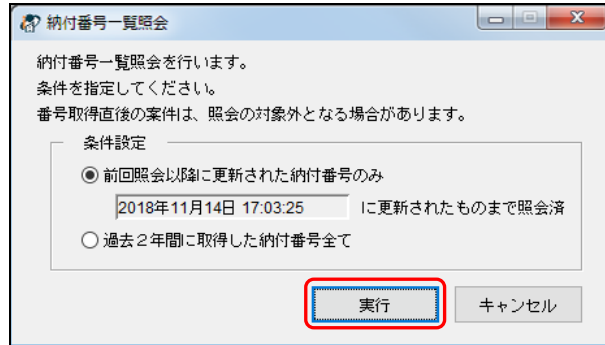 納付番号一覧照会
納付番号一覧照会を行います。
条件を指定してください。
番号取得直後の案件は、照会の対象外となる場合があります。
条件設定
前回照会以降に更新された納付番号のみ
2018年11月14日 17:03:25 に更新されたものまで照会済
過去２年間に取得した納付番号全て
実行 キャンセル